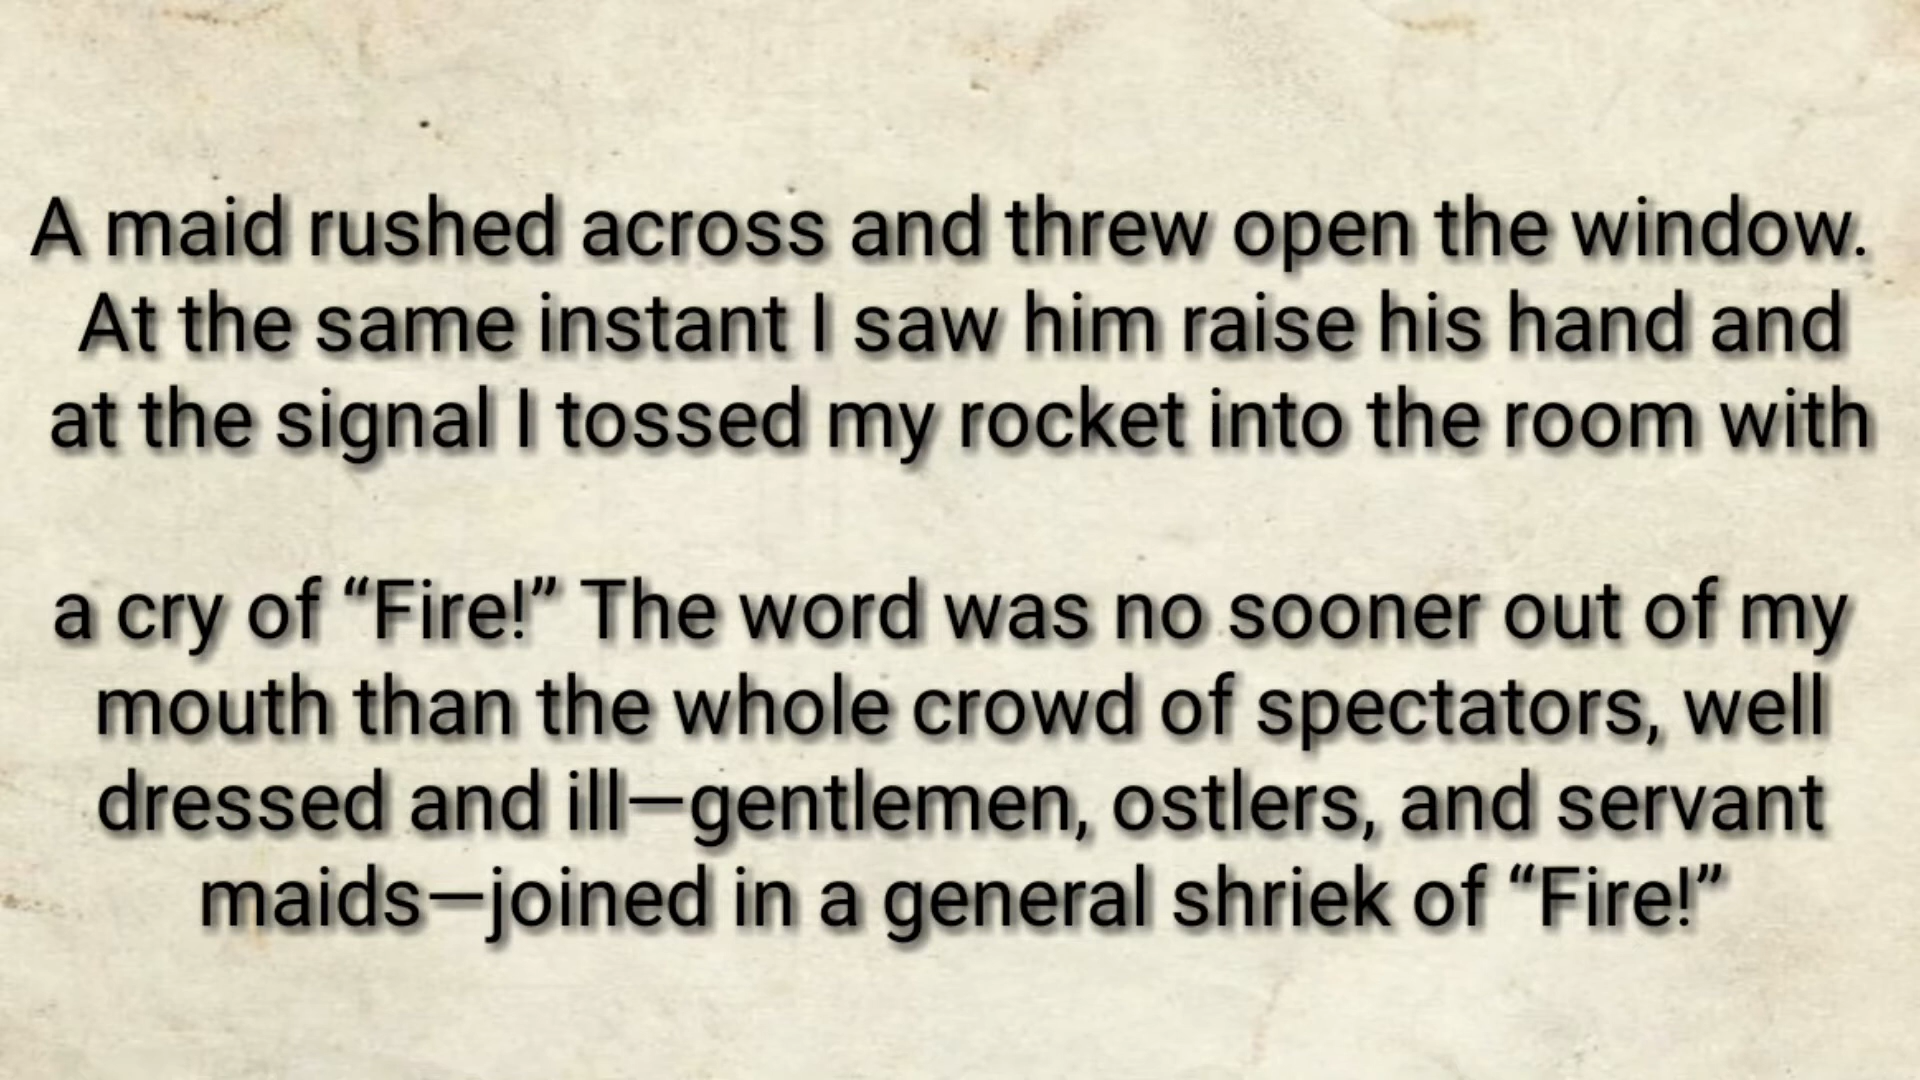 A maid rushed across and threw open the window.
At the same instant I saw him raise his hand and
at the signal I tossed my rocket into the room with
a cry of “Fire!” The word was no sooner out of my
mouth than the whole crowd of spectators, well
dressed and ill—gentlemen, ostlers, and servant
maids—joined in a general shriek of “Fire!”